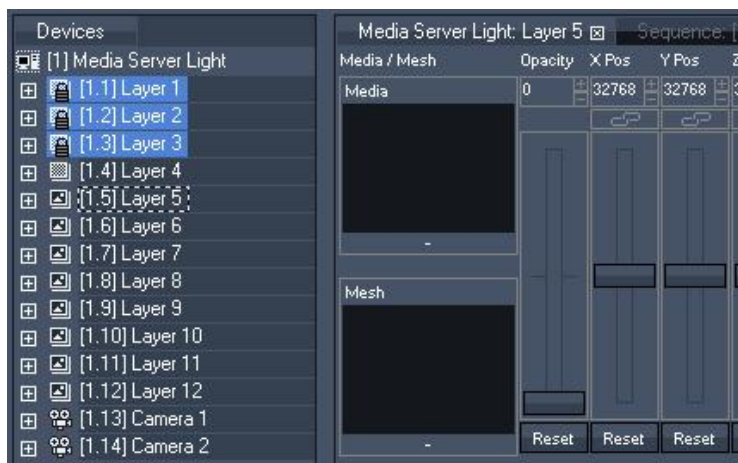 Devices
[1] Media Server Light
[1.1] Layer 1
[1.2] Layer 2
[1.3] Layer 3
[1.4] Layer 4
[1.5] Layer 5
[1.6] Layer 6
[1.7] Layer 7
[1.8] Layer 8
[1.9] Layer 9
[1.10] Layer 10
[1.11] Layer 11
[1.12] Layer 12
[1.13] Camera 1
[1.14] Camera 2
Media Server Light: Layer 5 Sequence: [
Media / Mesh Opacity X Pos Y Pos
Media 0 32768 32768
-
Mesh
-
Reset Reset Reset